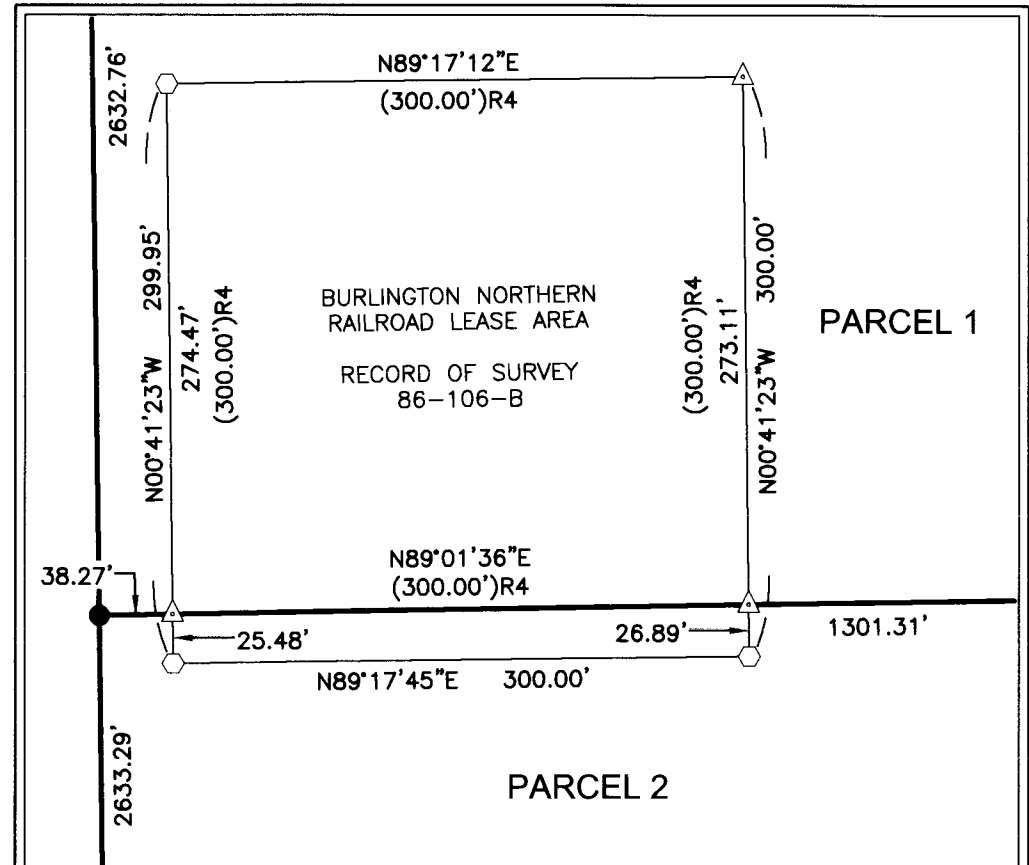 N89°17'12"E
(300.00')R4
2632.76'
N00°41'23"W 299.95'
274.47'
(300.00')R4
BURLINGTON NORTHERN
RAILROAD LEASE AREA
RECORD OF SURVEY
86-106-B
(300.00')R4
273.11'
N00°41'23"W 300.00'
PARCEL 1
N89°01'36"E
(300.00')R4
38.27'
25.48'
26.89'
1301.31'
N89°17'45"E 300.00'
2633.29'
PARCEL 2